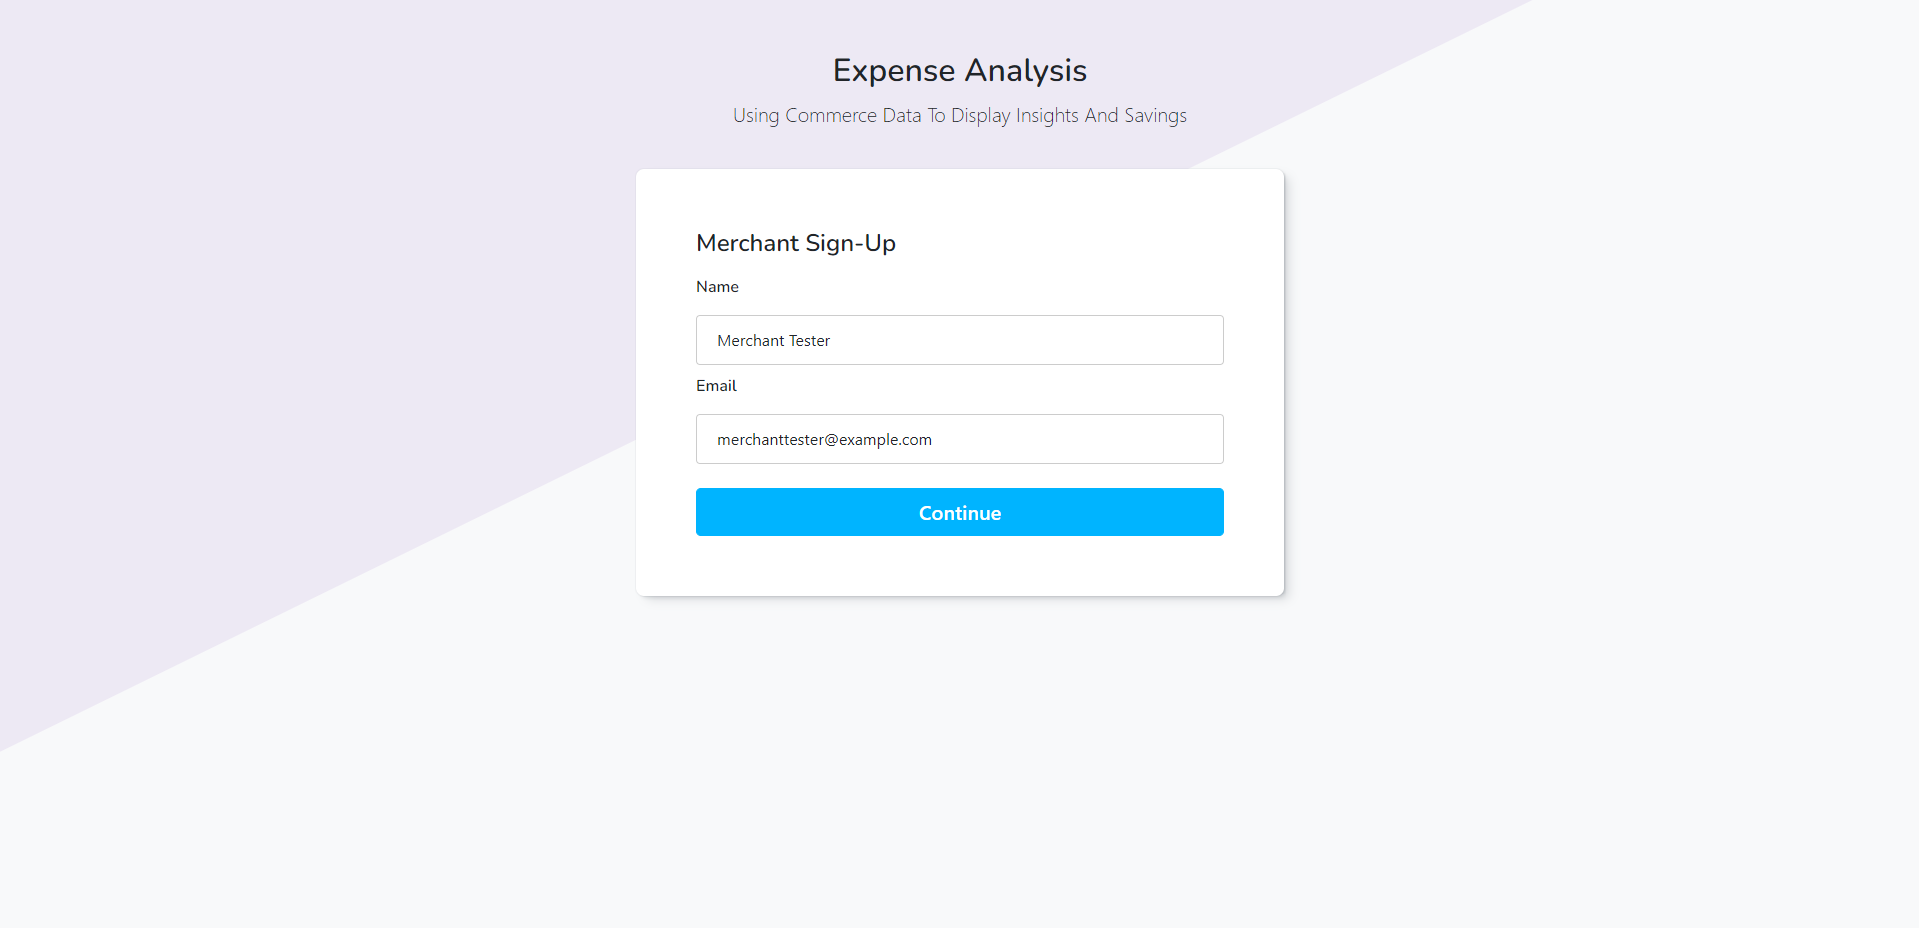 Expense Analysis
Using Commerce Data To Display Insights And Savings
Merchant Sign-Up
Name
Merchant Tester
Email
merchanttester@example.com
Continue